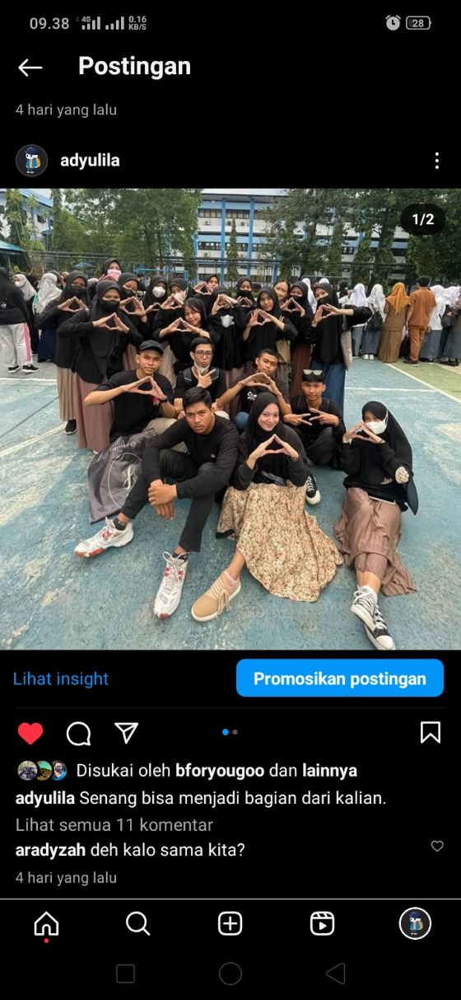 09.38
4G
0.16
KB/S
28
Postingan
4 hari yang lalu
adyulila
1/2
Lihat insight
Promosikan postingan
Disukai oleh bforyougoo dan lainnya
adyulila Senang bisa menjadi bagian dari kalian.
Lihat semua 11 komentar
aradyzah deh kalo sama kita?
4 hari yang lalu